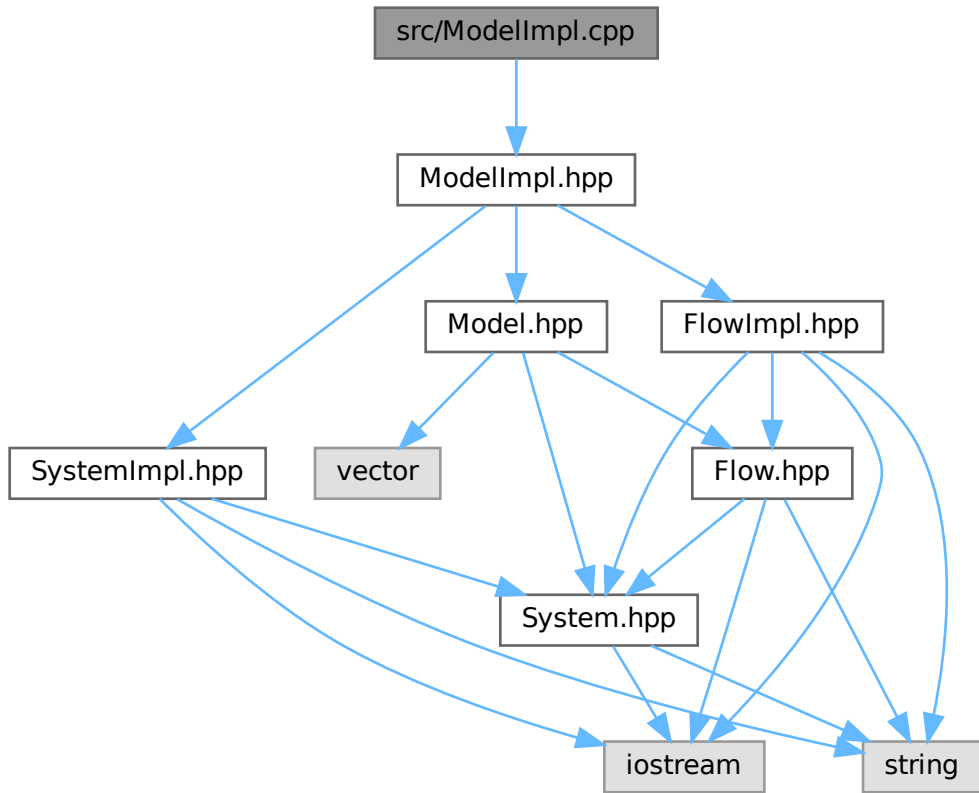 src/ModelImpl.cpp
ModelImpl.hpp
Model.hpp
FlowImpl.hpp
SystemImpl.hpp
vector
Flow.hpp
System.hpp
iostream
string